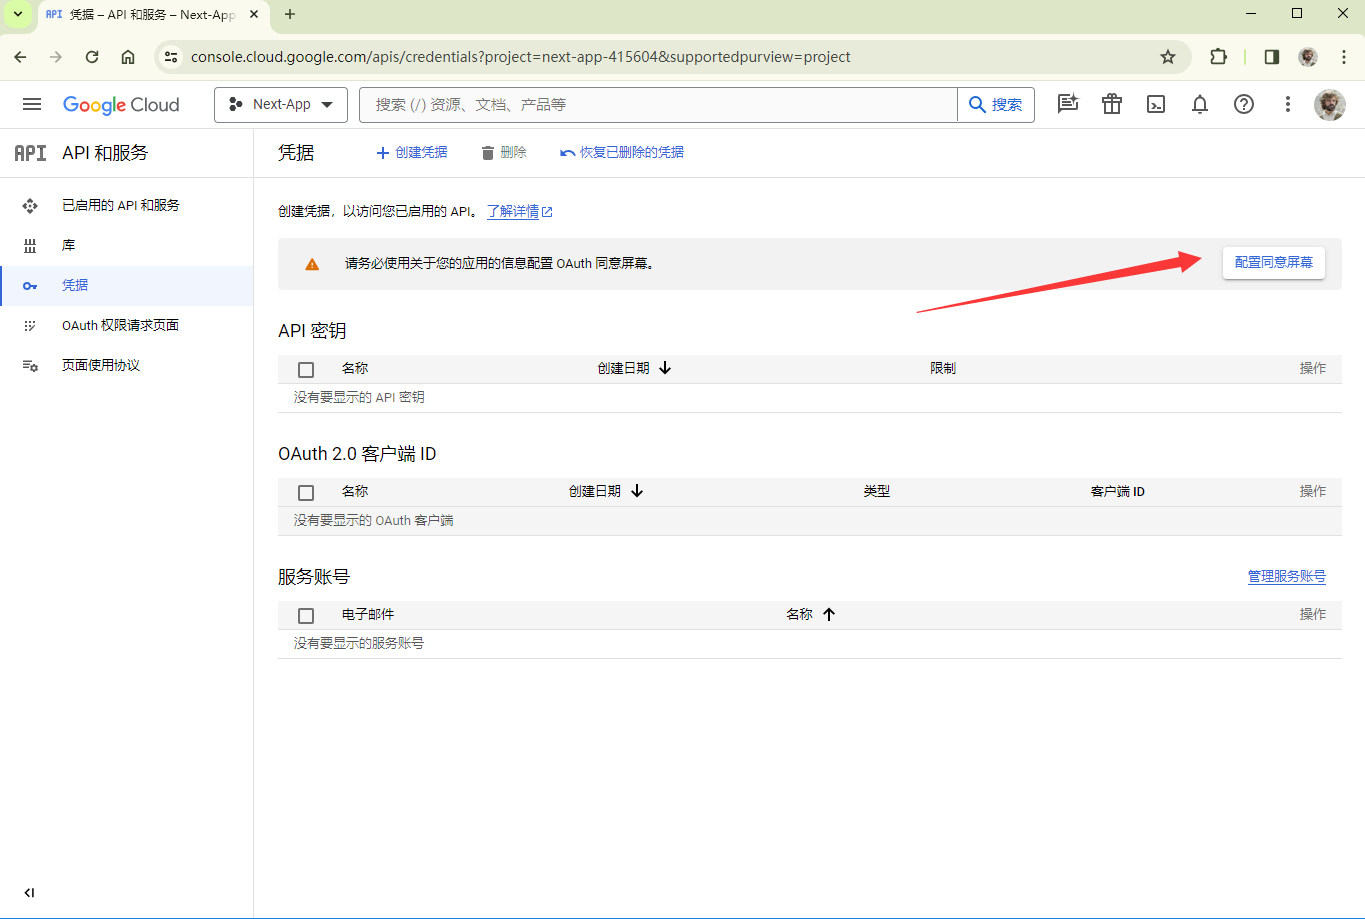 API 凭据 – API 和服务 – Next-App
console.cloud.google.com/apis/credentials?project=next-app-415604&supportedpurview=project
Google Cloud
Next-App
搜索 (/) 资源、文档、产品等
搜索
API API 和服务
凭据
创建凭据
删除
恢复已删除的凭据
已启用的 API 和服务
库
凭据
OAuth 权限请求页面
页面使用协议
创建凭据，以访问您已启用的 API。 了解详情
请务必使用关于您的应用的信息配置 OAuth 同意屏幕。
配置同意屏幕
API 密钥
名称 创建日期 限制 操作
没有要显示的 API 密钥
OAuth 2.0 客户端 ID
名称 创建日期 类型 客户端 ID 操作
没有要显示的 OAuth 客户端
服务账号
管理服务账号
电子邮件 名称 操作
没有要显示的服务账号